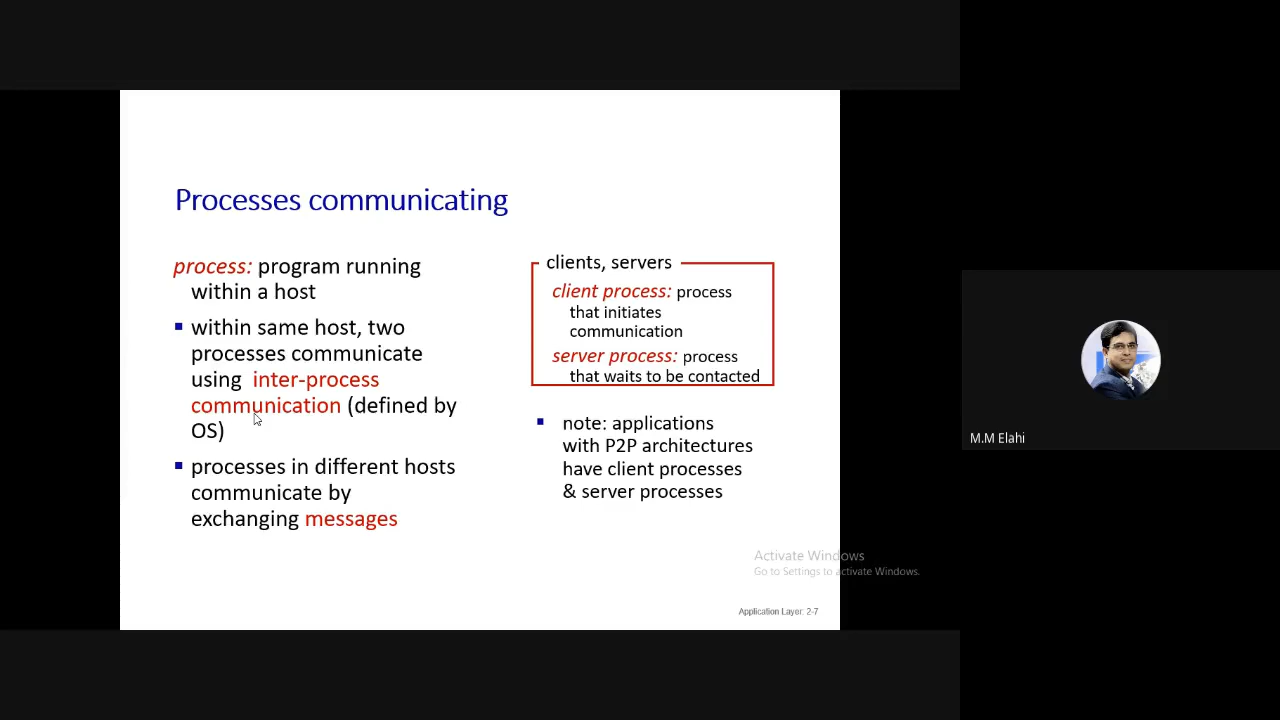 Processes communicating
process: program running
within a host
▪ within same host, two
processes communicate
using inter-process
communication (defined by
OS)
▪ processes in different hosts
communicate by
exchanging messages
clients, servers
client process: process
that initiates
communication
server process: process
that waits to be contacted
▪ note: applications
with P2P architectures
have client processes
& server processes
Activate Windows
Go to Settings to activate Windows.
Application Layer: 2-7
M.M Elahi